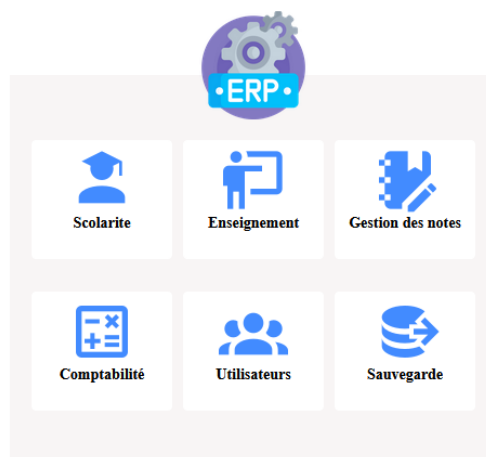 ERP
Scolarite
Enseignement
Gestion des notes
Comptabilité
Utilisateurs
Sauvegarde